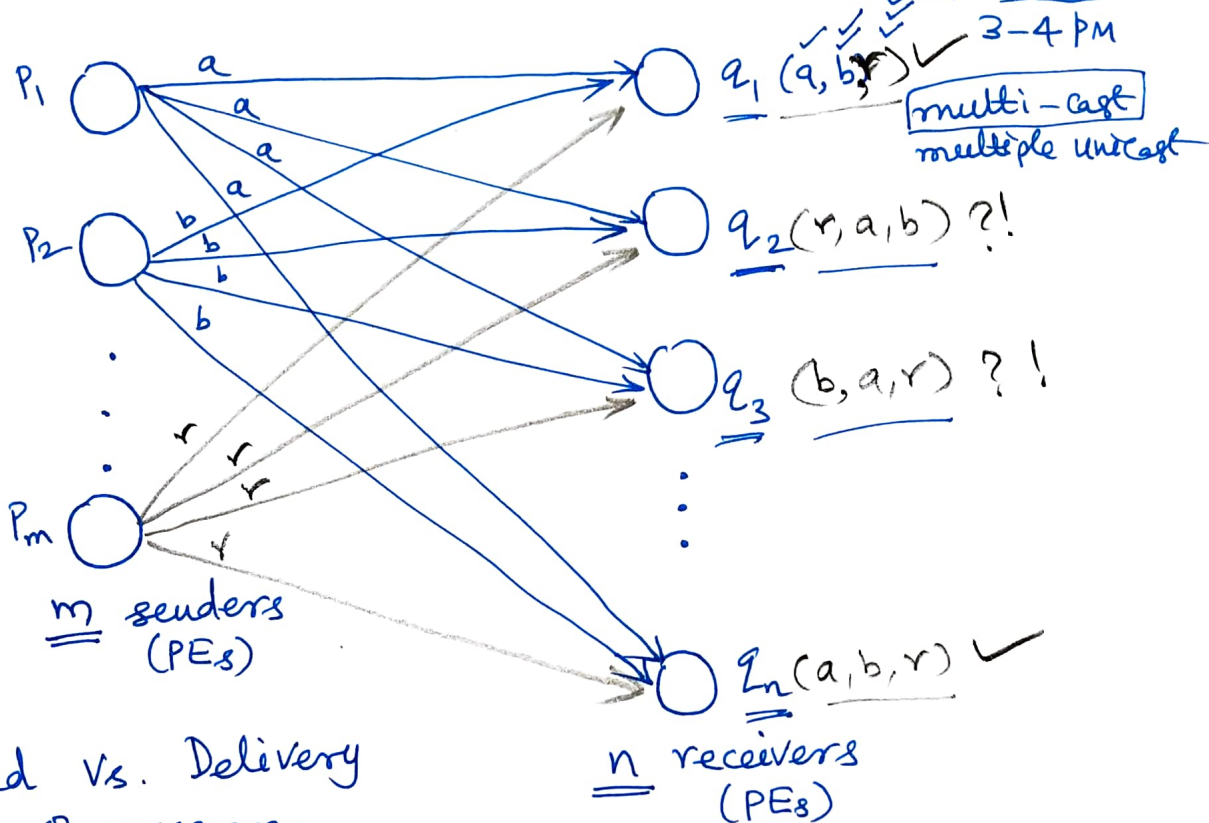 3-4 PM
P1
a
a
a
a
q1 (a, b, r) ✓
multi-cast
multiple unicast
P2
b
b
b
b
q2 (r, a, b) ?!
q3 (b, a, r) ? !
r
r
r
r
Pm
m senders
(PEs)
qn (a, b, r) ✓
d Vs. Delivery
n receivers
(PEs)